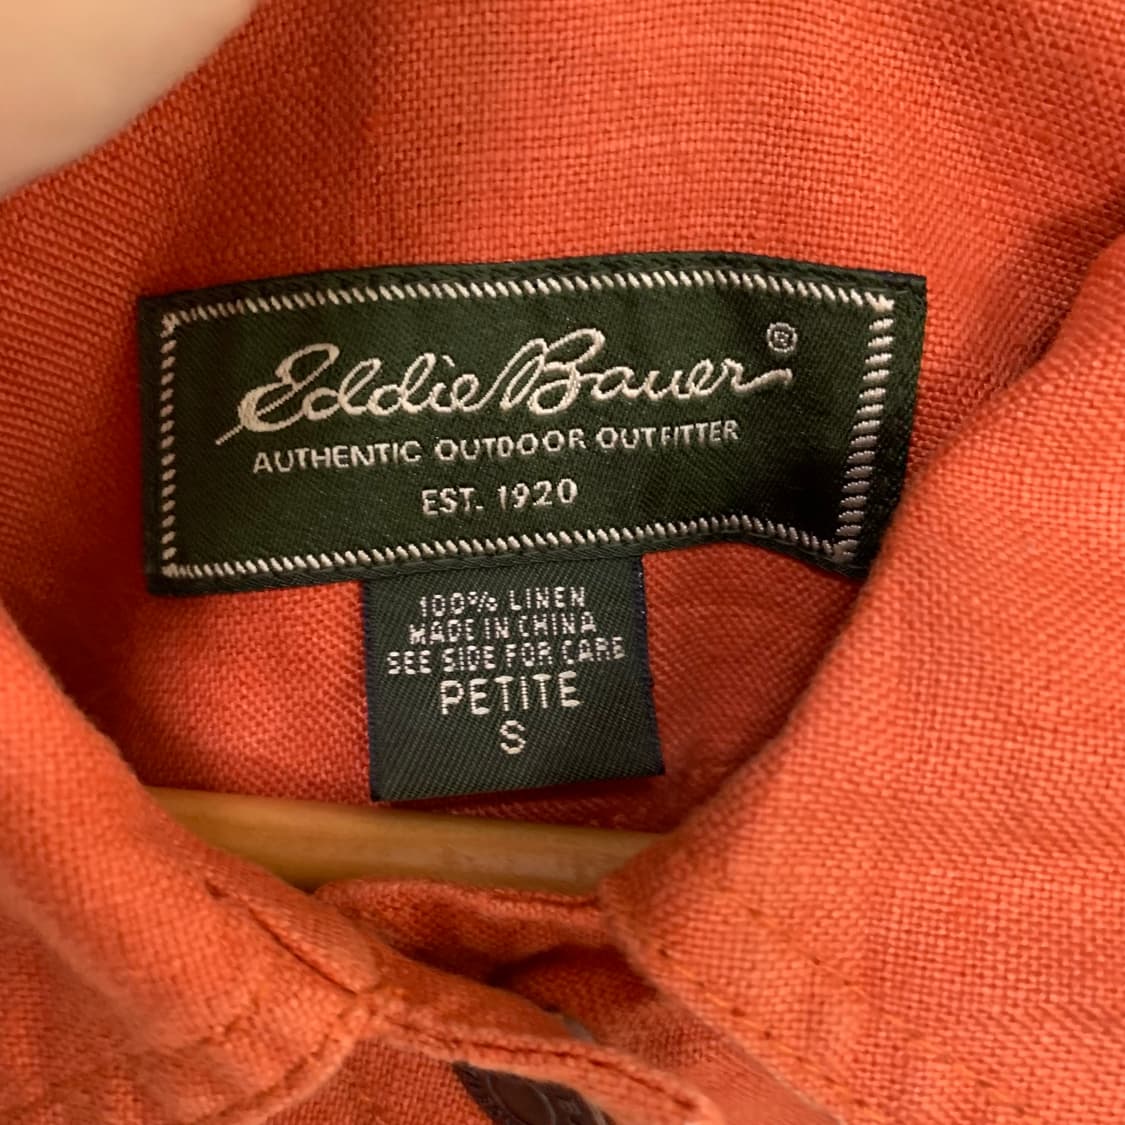 Eddie Bauer®
AUTHENTIC OUTDOOR OUTFITTER
EST. 1920
100% LINEN
MADE IN CHINA
SEE SIDE FOR CARE
PETITE
S